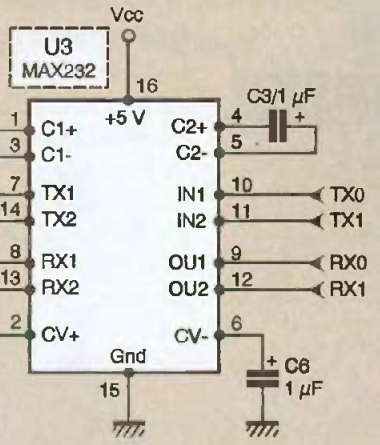 Vcc
U3
MAX232
16
+5 V
C3/1 µF
1 C1+ C2+ 4 +
3 C1- C2- 5
7 TX1 IN1 10 TX0
14 TX2 IN2 11 TX1
8 RX1 OU1 9 RX0
13 RX2 OU2 12 RX1
2 CV+ CV- 6
Gnd
15
+ C6
1 µF